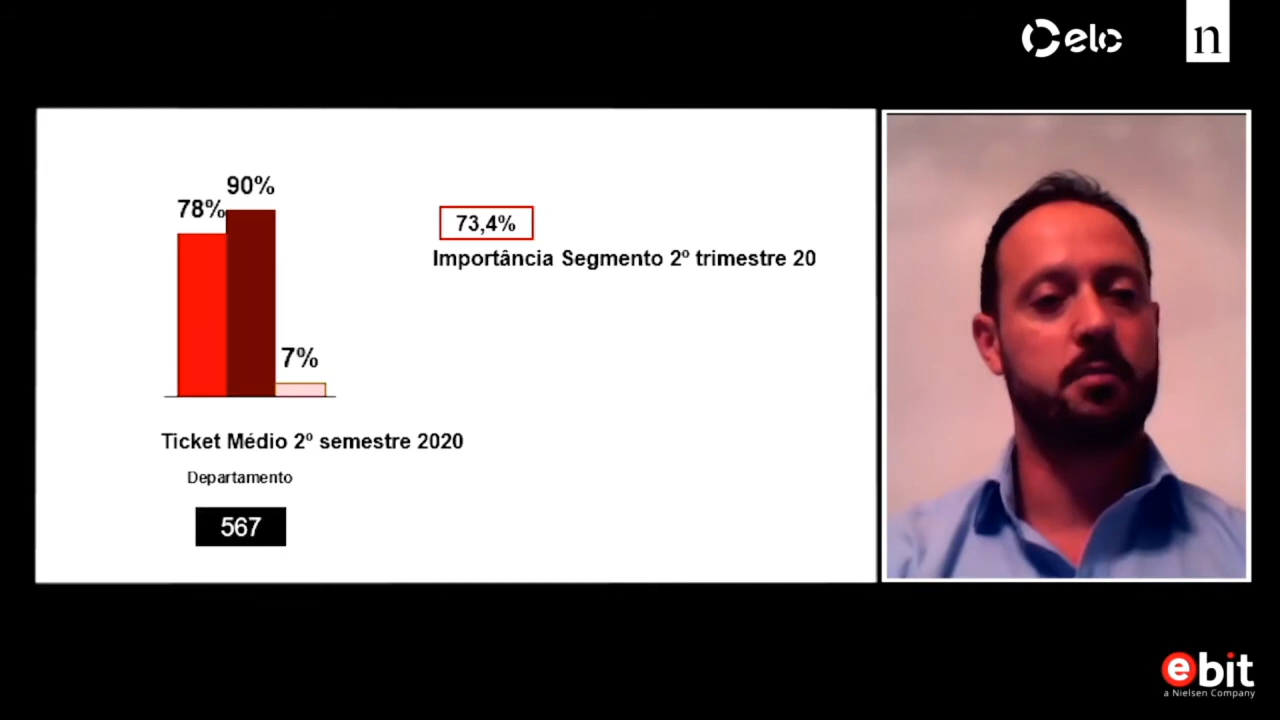 elo
n
90%
78%
73,4%
Importância Segmento 2º trimestre 20
7%
Ticket Médio 2º semestre 2020
Departamento
567
ebit
a Nielsen Company